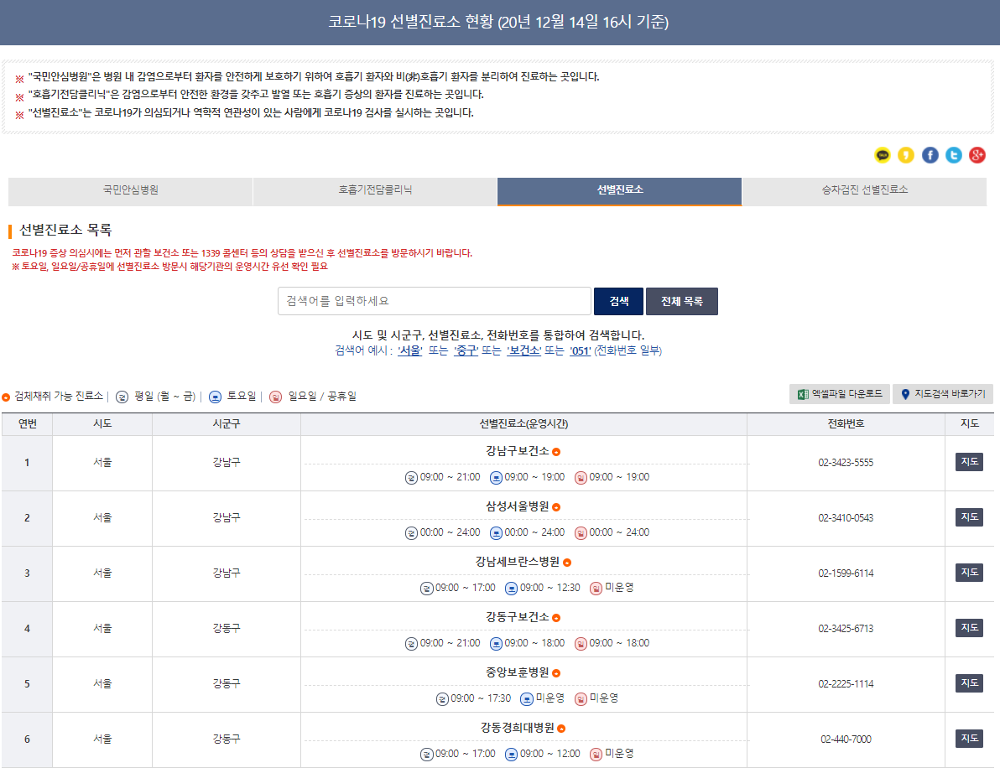 코로나19 선별진료소 현황 (20년 12월 14일 16시 기준)
※ "국민안심병원"은 병원 내 감염으로부터 환자를 안전하게 보호하기 위하여 호흡기 환자와 비(非)호흡기 환자를 분리하여 진료하는 곳입니다.
※ "호흡기전담클리닉"은 감염으로부터 안전한 환경을 갖추고 발열 또는 호흡기 증상의 환자를 진료하는 곳입니다.
※ "선별진료소"는 코로나19가 의심되거나 역학적 연관성이 있는 사람에게 코로나19 검사를 실시하는 곳입니다.
TALK f t g+
국민안심병원 호흡기전담클리닉 선별진료소 승차검진 선별진료소
선별진료소 목록
코로나19 증상 의심시에는 먼저 관할 보건소 또는 1339 콜센터 등의 상담을 받으신 후 선별진료소를 방문하시기 바랍니다.
※ 토요일, 일요일/공휴일에 선별진료소 방문시 해당기관의 운영시간 유선 확인 필요
검색어를 입력하세요 검색 전체 목록
시도 및 시군구, 선별진료소, 전화번호를 통합하여 검색합니다.
검색어 예시 : '서울' 또는 '중구' 또는 '보건소' 또는 '051' (전화번호 일부)
검체채취 가능 진료소 | 평 평일 (월 ~ 금) | 토 토요일 | 일 일요일 / 공휴일 엑셀파일 다운로드 지도검색 바로가기
연번 시도 시군구 선별진료소(운영시간) 전화번호 지도
강남구보건소
1 서울 강남구 02-3423-5555 지도
평 09:00 ~ 21:00 토 09:00 ~ 19:00 일 09:00 ~ 19:00
삼성서울병원
2 서울 강남구 02-3410-0543 지도
평 00:00 ~ 24:00 토 00:00 ~ 24:00 일 00:00 ~ 24:00
강남세브란스병원
3 서울 강남구 02-1599-6114 지도
평 09:00 ~ 17:00 토 09:00 ~ 12:30 일 미운영
강동구보건소
4 서울 강동구 02-3425-6713 지도
평 09:00 ~ 21:00 토 09:00 ~ 18:00 일 09:00 ~ 18:00
중앙보훈병원
5 서울 강동구 02-2225-1114 지도
평 09:00 ~ 17:30 토 미운영 일 미운영
강동경희대병원
6 서울 강동구 02-440-7000 지도
평 09:00 ~ 17:00 토 09:00 ~ 12:00 일 미운영